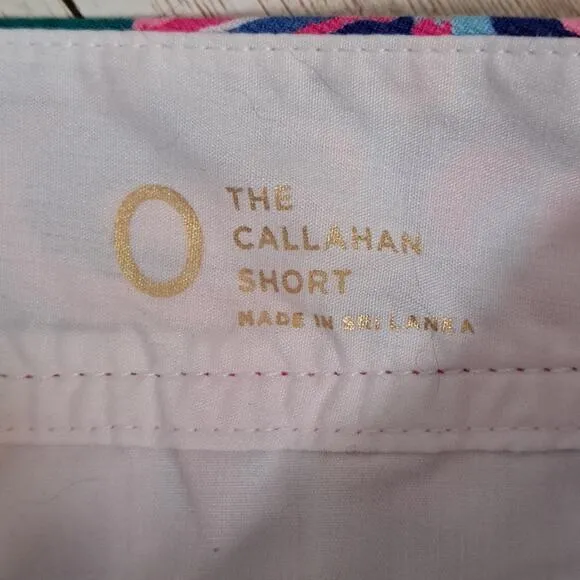 0 THE
CALLAHAN
SHORT
MADE IN SRI LANKA